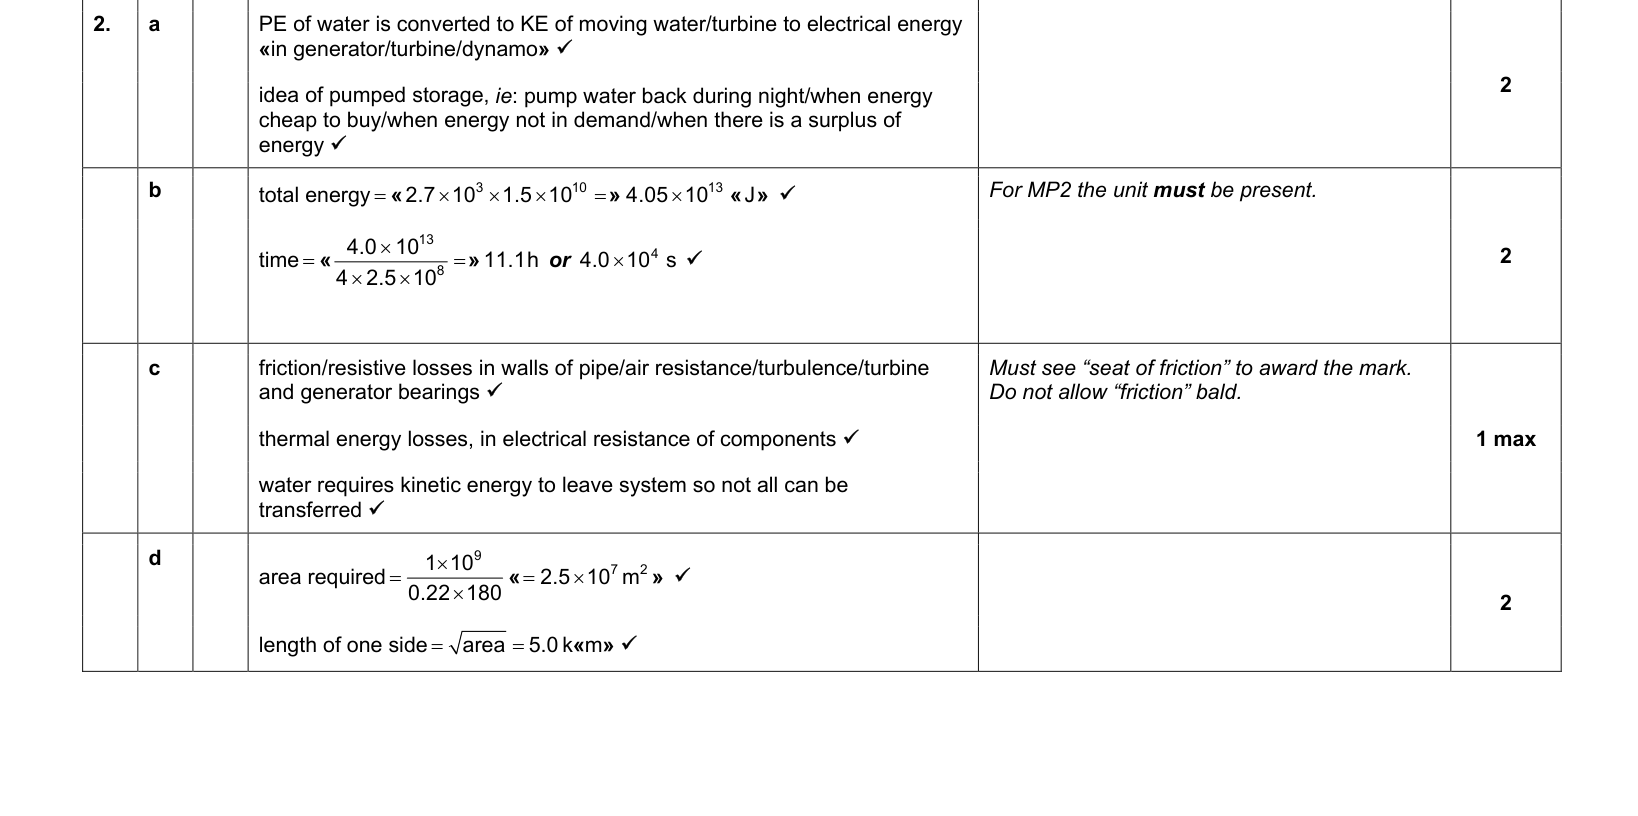 2. a PE of water is converted to KE of moving water/turbine to electrical energy
«in generator/turbine/dynamo» ✓
idea of pumped storage, ie: pump water back during night/when energy
cheap to buy/when energy not in demand/when there is a surplus of
energy ✓
2
b total energy = «2.7×10³ ×1.5×10¹⁰ =» 4.05×10¹³ «J» ✓
For MP2 the unit must be present.
time = « 4.0×10¹³ / 4×2.5×10⁸ =» 11.1h or 4.0×10⁴ s ✓
2
c friction/resistive losses in walls of pipe/air resistance/turbulence/turbine
and generator bearings ✓
Must see “seat of friction” to award the mark.
Do not allow “friction” bald.
thermal energy losses, in electrical resistance of components ✓
1 max
water requires kinetic energy to leave system so not all can be
transferred ✓
d area required = 1×10⁹ / 0.22×180 «= 2.5×10⁷ m²» ✓
2
length of one side = √area = 5.0 k«m» ✓